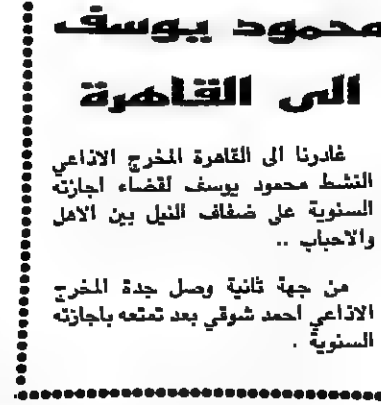 محمود يوسف
الى القاهرة
غادرنا الى القاهرة المخرج الاذاعي
النشط محمود يوسف لقضاء اجازته
السنوية على ضفاف النيل بين الاهل
والاحباب ..
من جهة ثانية وصل جدة المخرج
الاذاعي احمد شوقي بعد تمتعه باجازته
السنوية .